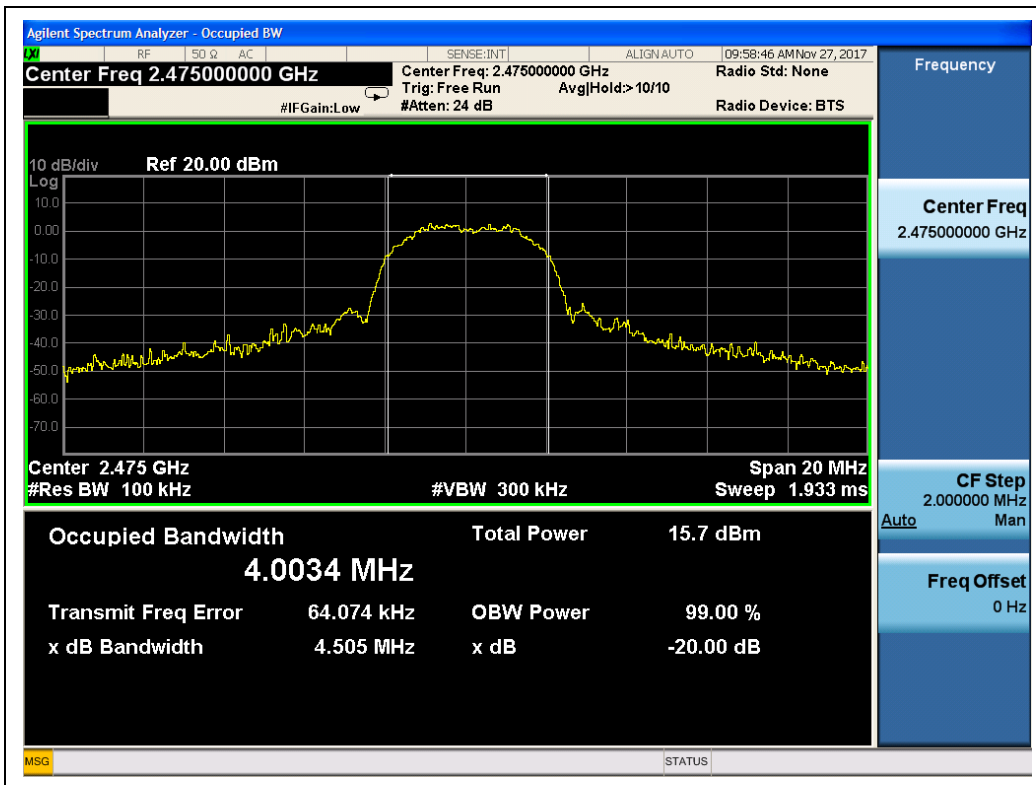 Agilent Spectrum Analyzer - Occupied BW
LXI RF 50 Ω AC SENSE:INT ALIGN AUTO 09:58:46 AM Nov 27, 2017
Center Freq 2.475000000 GHz
Center Freq: 2.475000000 GHz
Radio Std: None
Trig: Free Run Avg|Hold:> 10/10
#IFGain:Low
#Atten: 24 dB
Radio Device: BTS
10 dB/div Ref 20.00 dBm
Log
10.0
0.00
-10.0
-20.0
-30.0
-40.0
-50.0
-60.0
-70.0
Center 2.475 GHz Span 20 MHz
#Res BW 100 kHz #VBW 300 kHz Sweep 1.933 ms
Occupied Bandwidth
4.0034 MHz
Total Power 15.7 dBm
Transmit Freq Error 64.074 kHz OBW Power 99.00 %
x dB Bandwidth 4.505 MHz x dB -20.00 dB
MSG STATUS
Frequency
Center Freq
2.475000000 GHz
CF Step
2.000000 MHz
Auto Man
Freq Offset
0 Hz